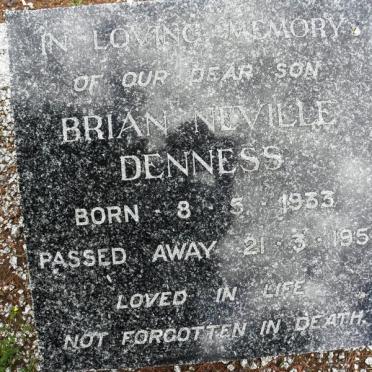 IN LOVING MEMORY
OF OUR DEAR SON
BRIAN NEVILLE
DENNESS
BORN 8 - 5 - 1933
PASSED AWAY 21 - 3 - 195
LOVED IN LIFE
NOT FORGOTTEN IN DEATH.